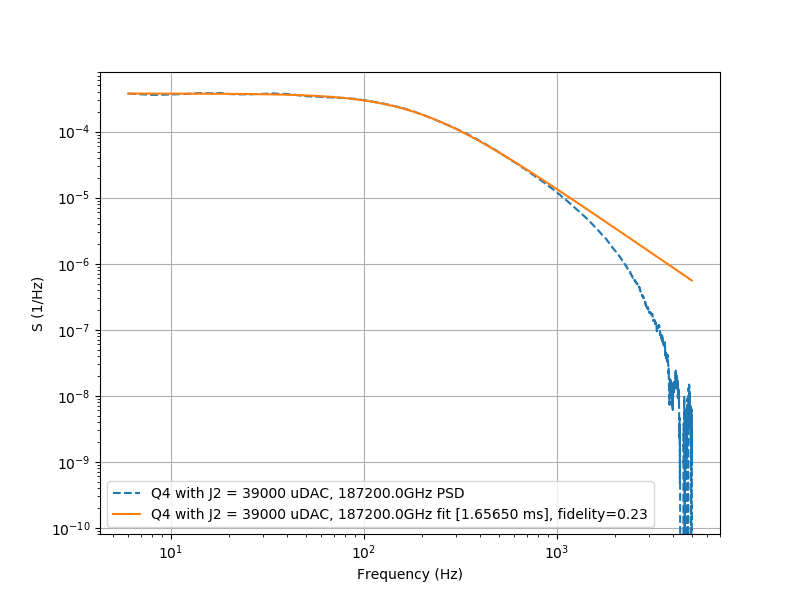 10⁻⁴
10⁻⁵
10⁻⁶
10⁻⁷
10⁻⁸
10⁻⁹
10⁻¹⁰
S (1/Hz)
Q4 with J2 = 39000 uDAC, 187200.0GHz PSD
Q4 with J2 = 39000 uDAC, 187200.0GHz fit [1.65650 ms], fidelity=0.23
10¹ 10² 10³
Frequency (Hz)